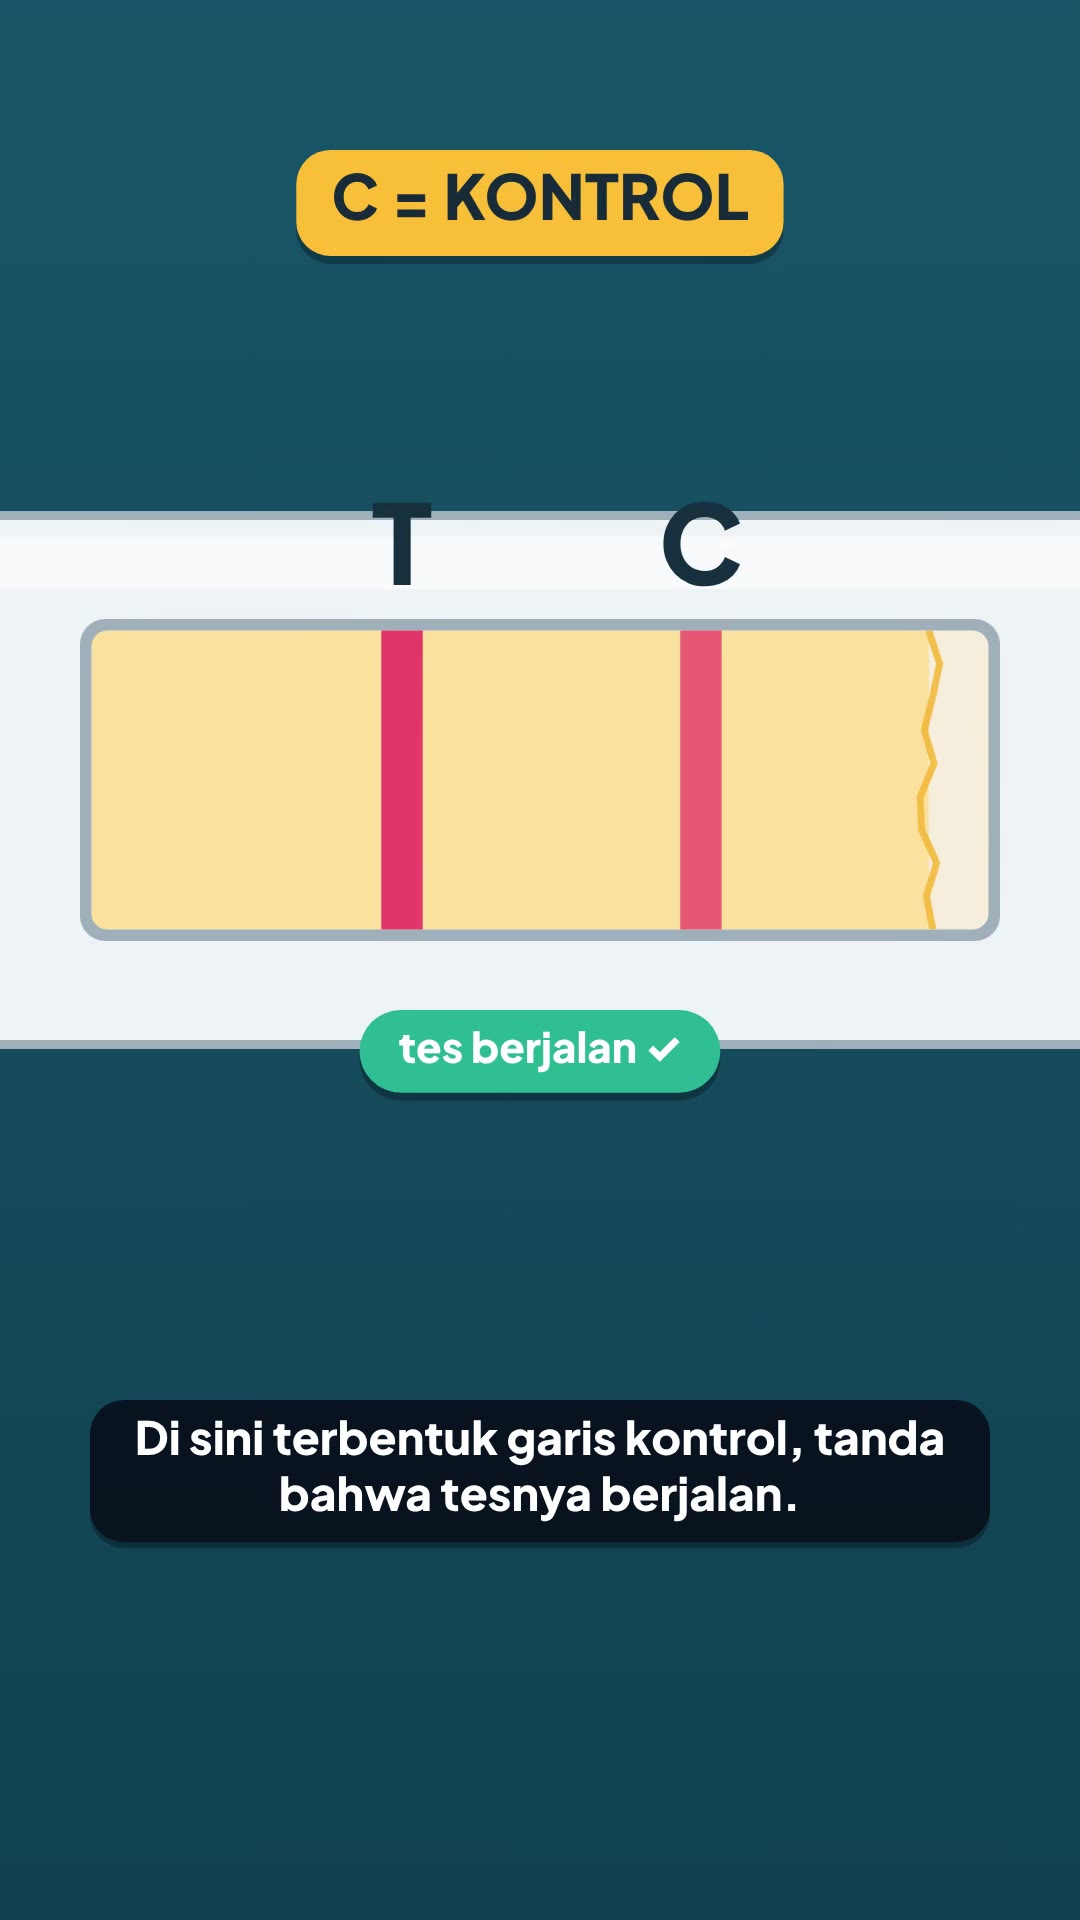 C = KONTROL
T C
tes berjalan ✓
Di sini terbentuk garis kontrol, tanda
bahwa tesnya berjalan.